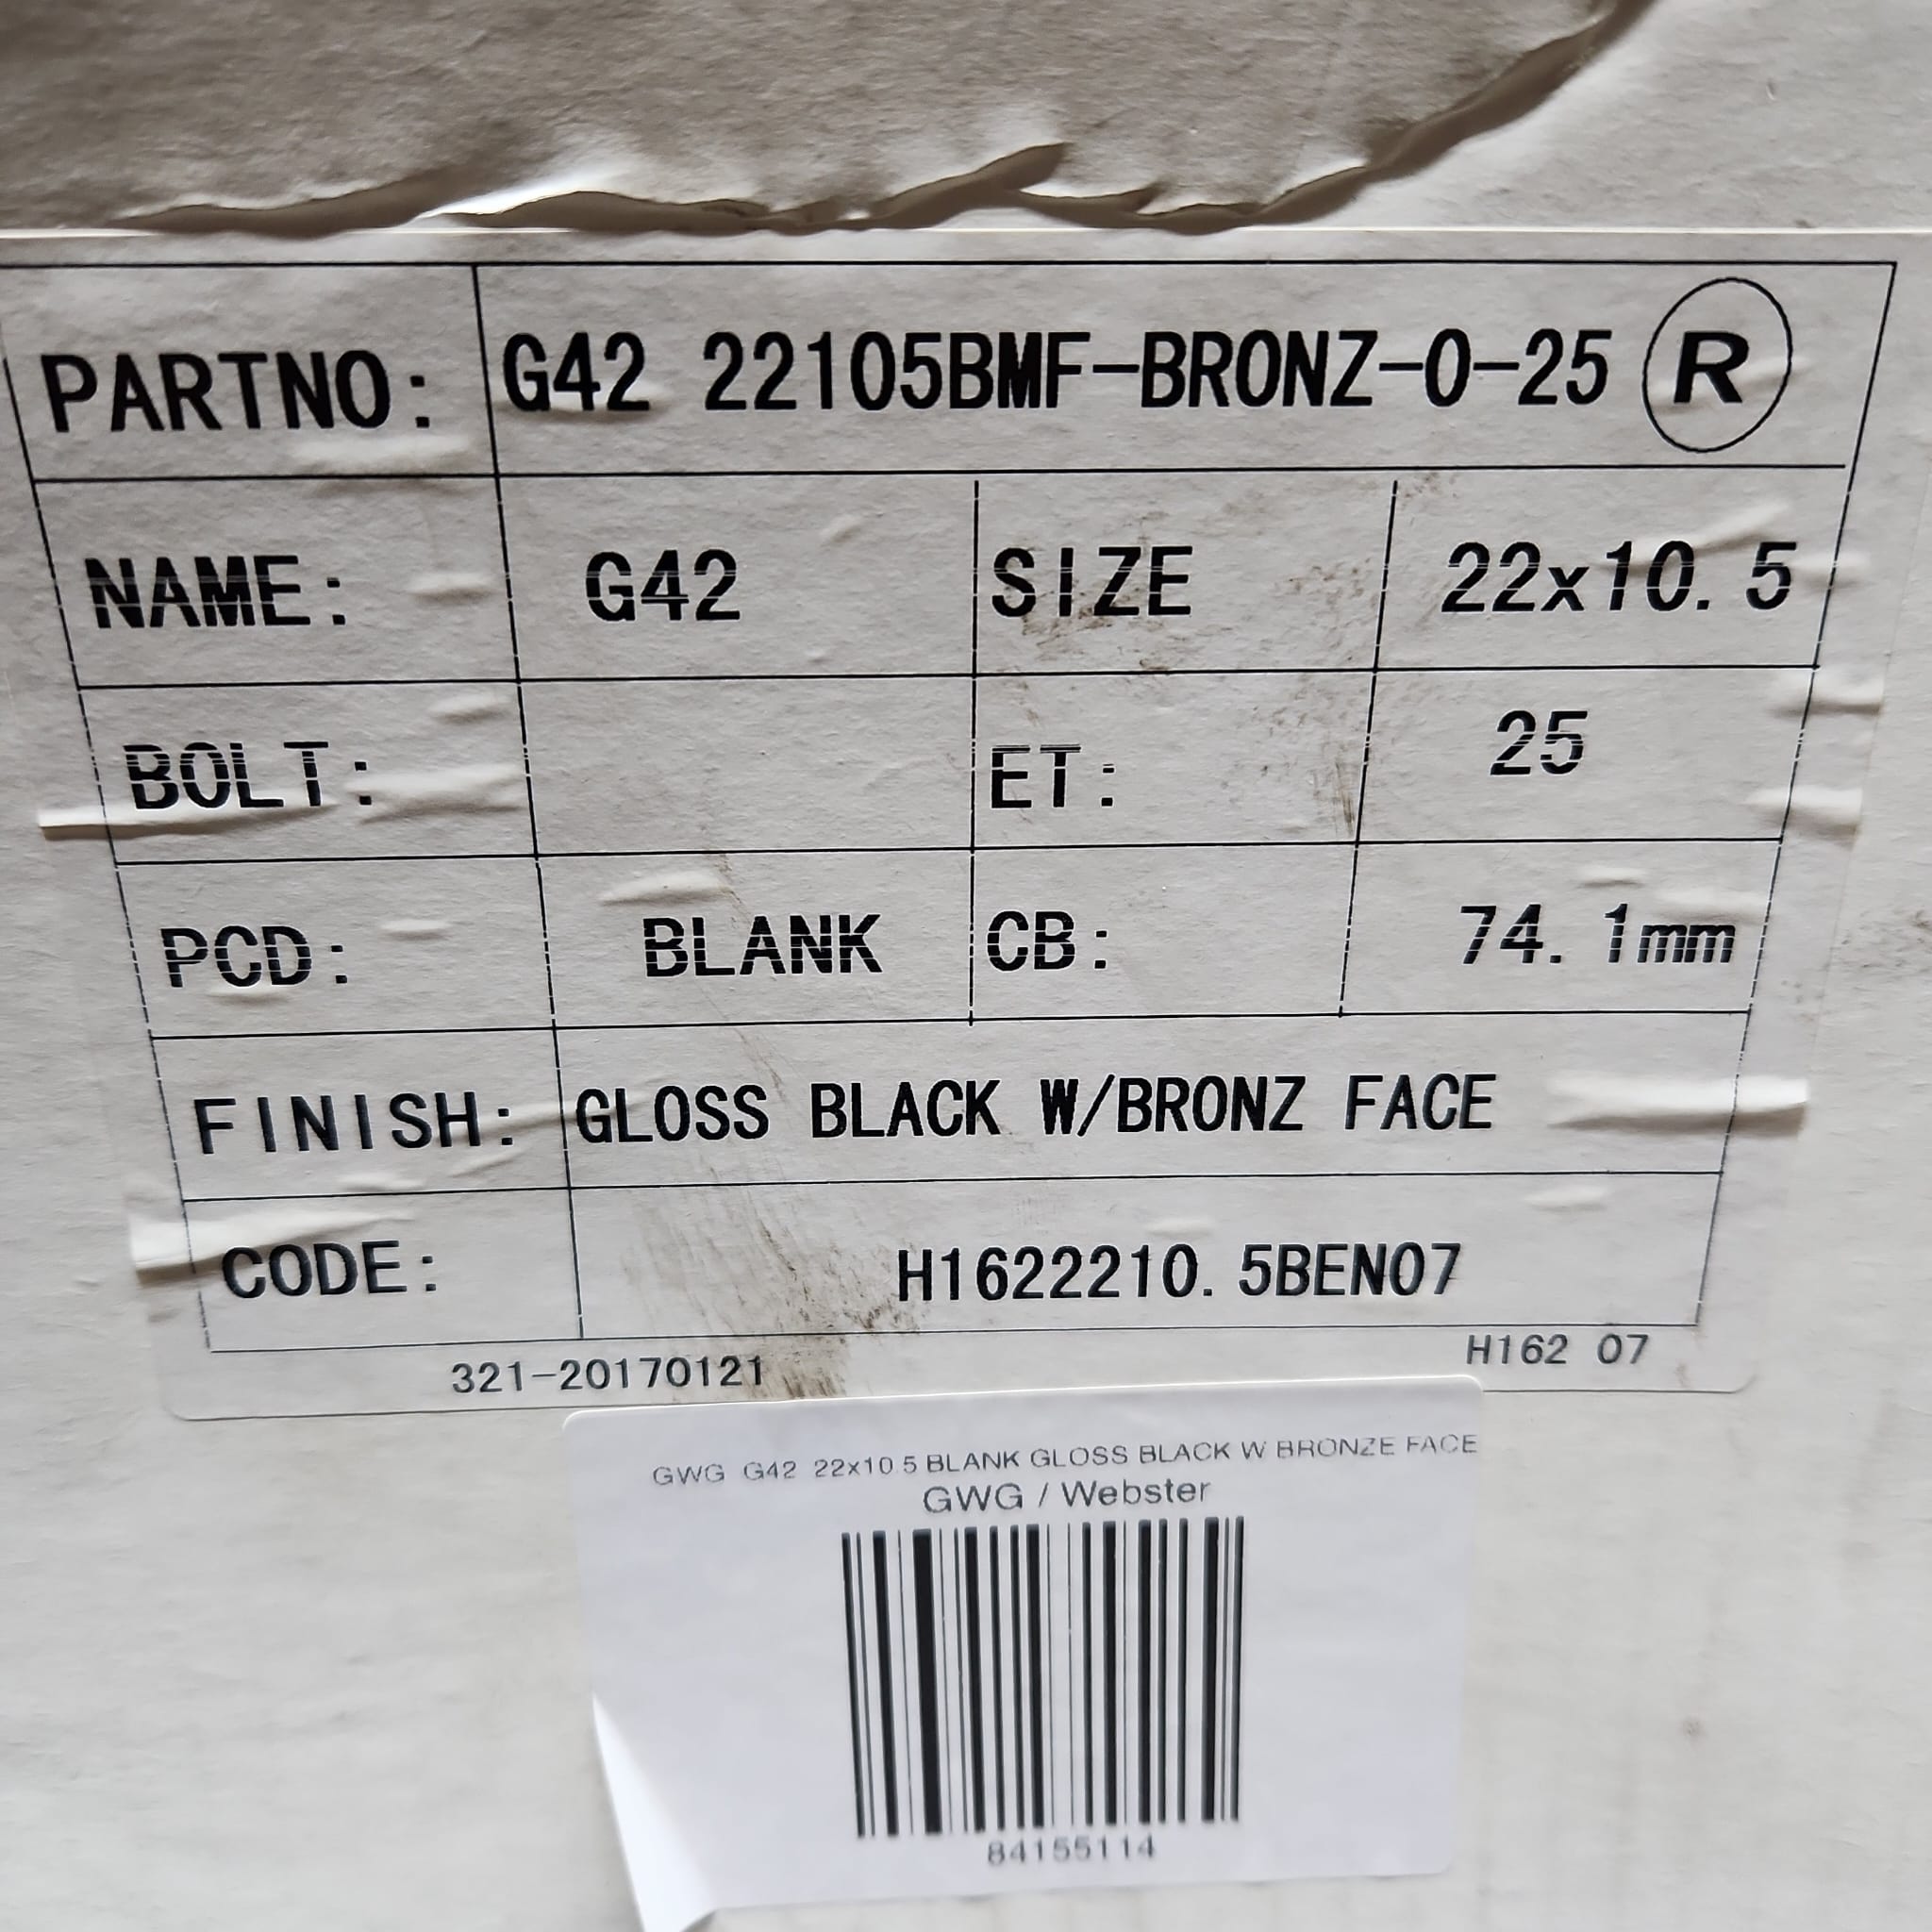 PARTNO: G42 22105BMF-BRONZ-0-25 R
NAME: G42 SIZE 22x10.5
BOLT: ET: 25
PCD: BLANK CB: 74.1mm
FINISH: GLOSS BLACK W/BRONZ FACE
CODE: H1622210.5BEN07
321-20170121 H162 07
GWG G42 22x10 5 BLANK GLOSS BLACK W BRONZE FACE
GWG / Webster
84155114